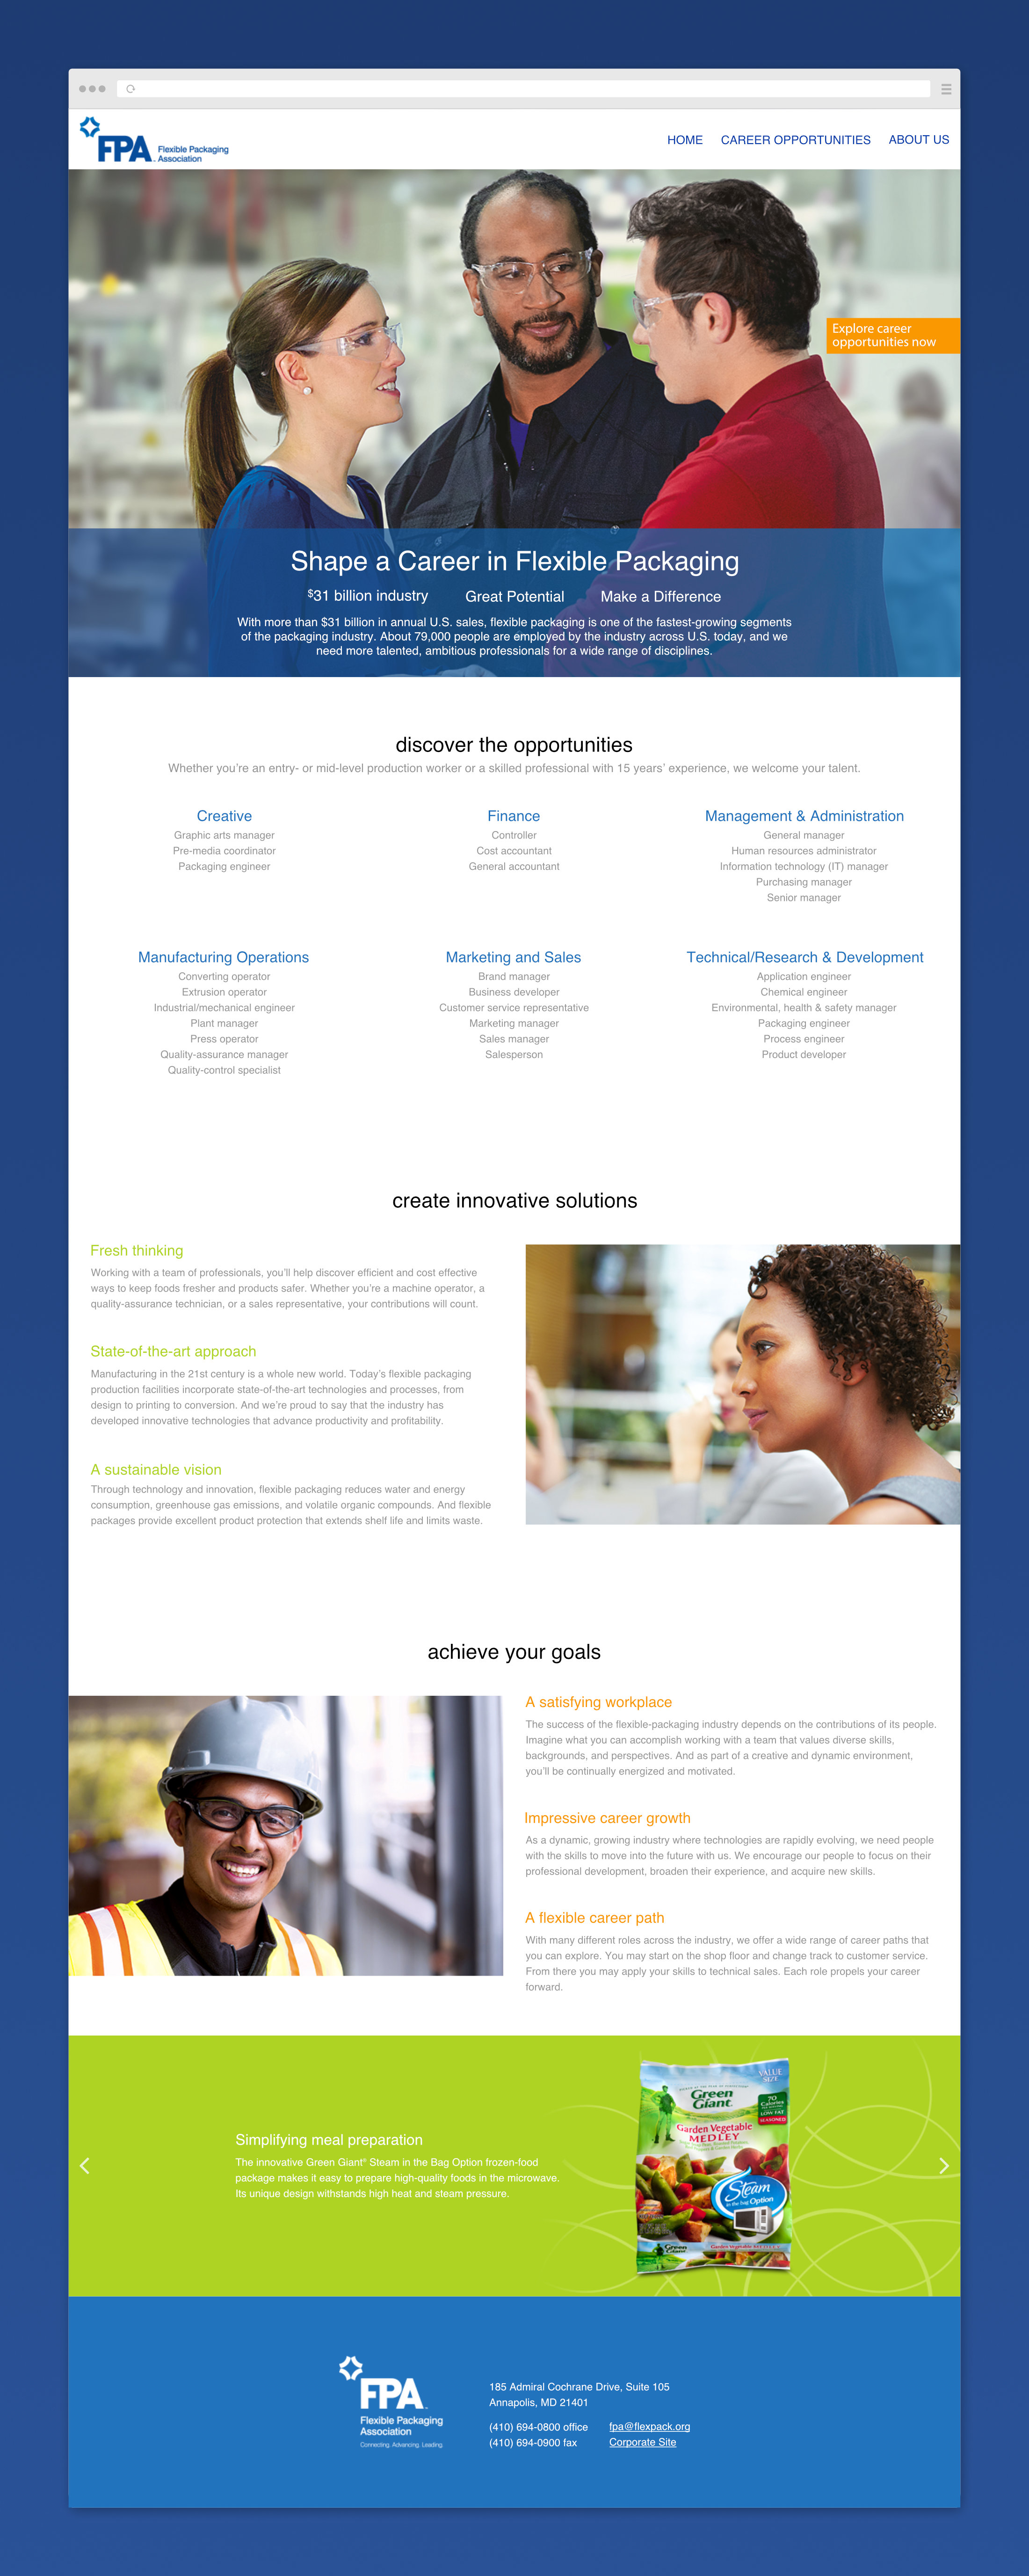 FPA Flexible Packaging
Association
HOME CAREER OPPORTUNITIES ABOUT US
Explore career
opportunities now
Shape a Career in Flexible Packaging
$31 billion industry Great Potential Make a Difference
With more than $31 billion in annual U.S. sales, flexible packaging is one of the fastest-growing segments
of the packaging industry. About 79,000 people are employed by the industry across U.S. today, and we
need more talented, ambitious professionals for a wide range of disciplines.
discover the opportunities
Whether you're an entry- or mid-level production worker or a skilled professional with 15 years' experience, we welcome your talent.
Creative
Graphic arts manager
Pre-media coordinator
Packaging engineer
Finance
Controller
Cost accountant
General accountant
Management & Administration
General manager
Human resources administrator
Information technology (IT) manager
Purchasing manager
Senior manager
Manufacturing Operations
Converting operator
Extrusion operator
Industrial/mechanical engineer
Plant manager
Press operator
Quality-assurance manager
Quality-control specialist
Marketing and Sales
Brand manager
Business developer
Customer service representative
Marketing manager
Sales manager
Salesperson
Technical/Research & Development
Application engineer
Chemical engineer
Environmental, health & safety manager
Packaging engineer
Process engineer
Product developer
create innovative solutions
Fresh thinking
Working with a team of professionals, you'll help discover efficient and cost effective
ways to keep foods fresher and products safer. Whether you're a machine operator, a
quality-assurance technician, or a sales representative, your contributions will count.
State-of-the-art approach
Manufacturing in the 21st century is a whole new world. Today's flexible packaging
production facilities incorporate state-of-the-art technologies and processes, from
design to printing to conversion. And we're proud to say that the industry has
developed innovative technologies that advance productivity and profitability.
A sustainable vision
Through technology and innovation, flexible packaging reduces water and energy
consumption, greenhouse gas emissions, and volatile organic compounds. And flexible
packages provide excellent product protection that extends shelf life and limits waste.
achieve your goals
A satisfying workplace
The success of the flexible-packaging industry depends on the contributions of its people.
Imagine what you can accomplish working with a team that values diverse skills,
backgrounds, and perspectives. And as part of a creative and dynamic environment,
you'll be continually energized and motivated.
Impressive career growth
As a dynamic, growing industry where technologies are rapidly evolving, we need people
with the skills to move into the future with us. We encourage our people to focus on their
professional development, broaden their experience, and acquire new skills.
A flexible career path
With many different roles across the industry, we offer a wide range of career paths that
you can explore. You may start on the shop floor and change track to customer service.
From there you may apply your skills to technical sales. Each role propels your career
forward.
Simplifying meal preparation
The innovative Green Giant® Steam in the Bag Option frozen-food
package makes it easy to prepare high-quality foods in the microwave.
Its unique design withstands high heat and steam pressure.
VALUE
SIZE
Green
Giant
70
Calories
LOW FAT
SEASONED
Garden Vegetable
MEDLEY
Steam
in the bag Option
Green
Giant
FPA
Flexible Packaging
Association
Connecting. Advancing. Leading.
185 Admiral Cochrane Drive, Suite 105
Annapolis, MD 21401
(410) 694-0800 office fpa@flexpack.org
(410) 694-0900 fax Corporate Site